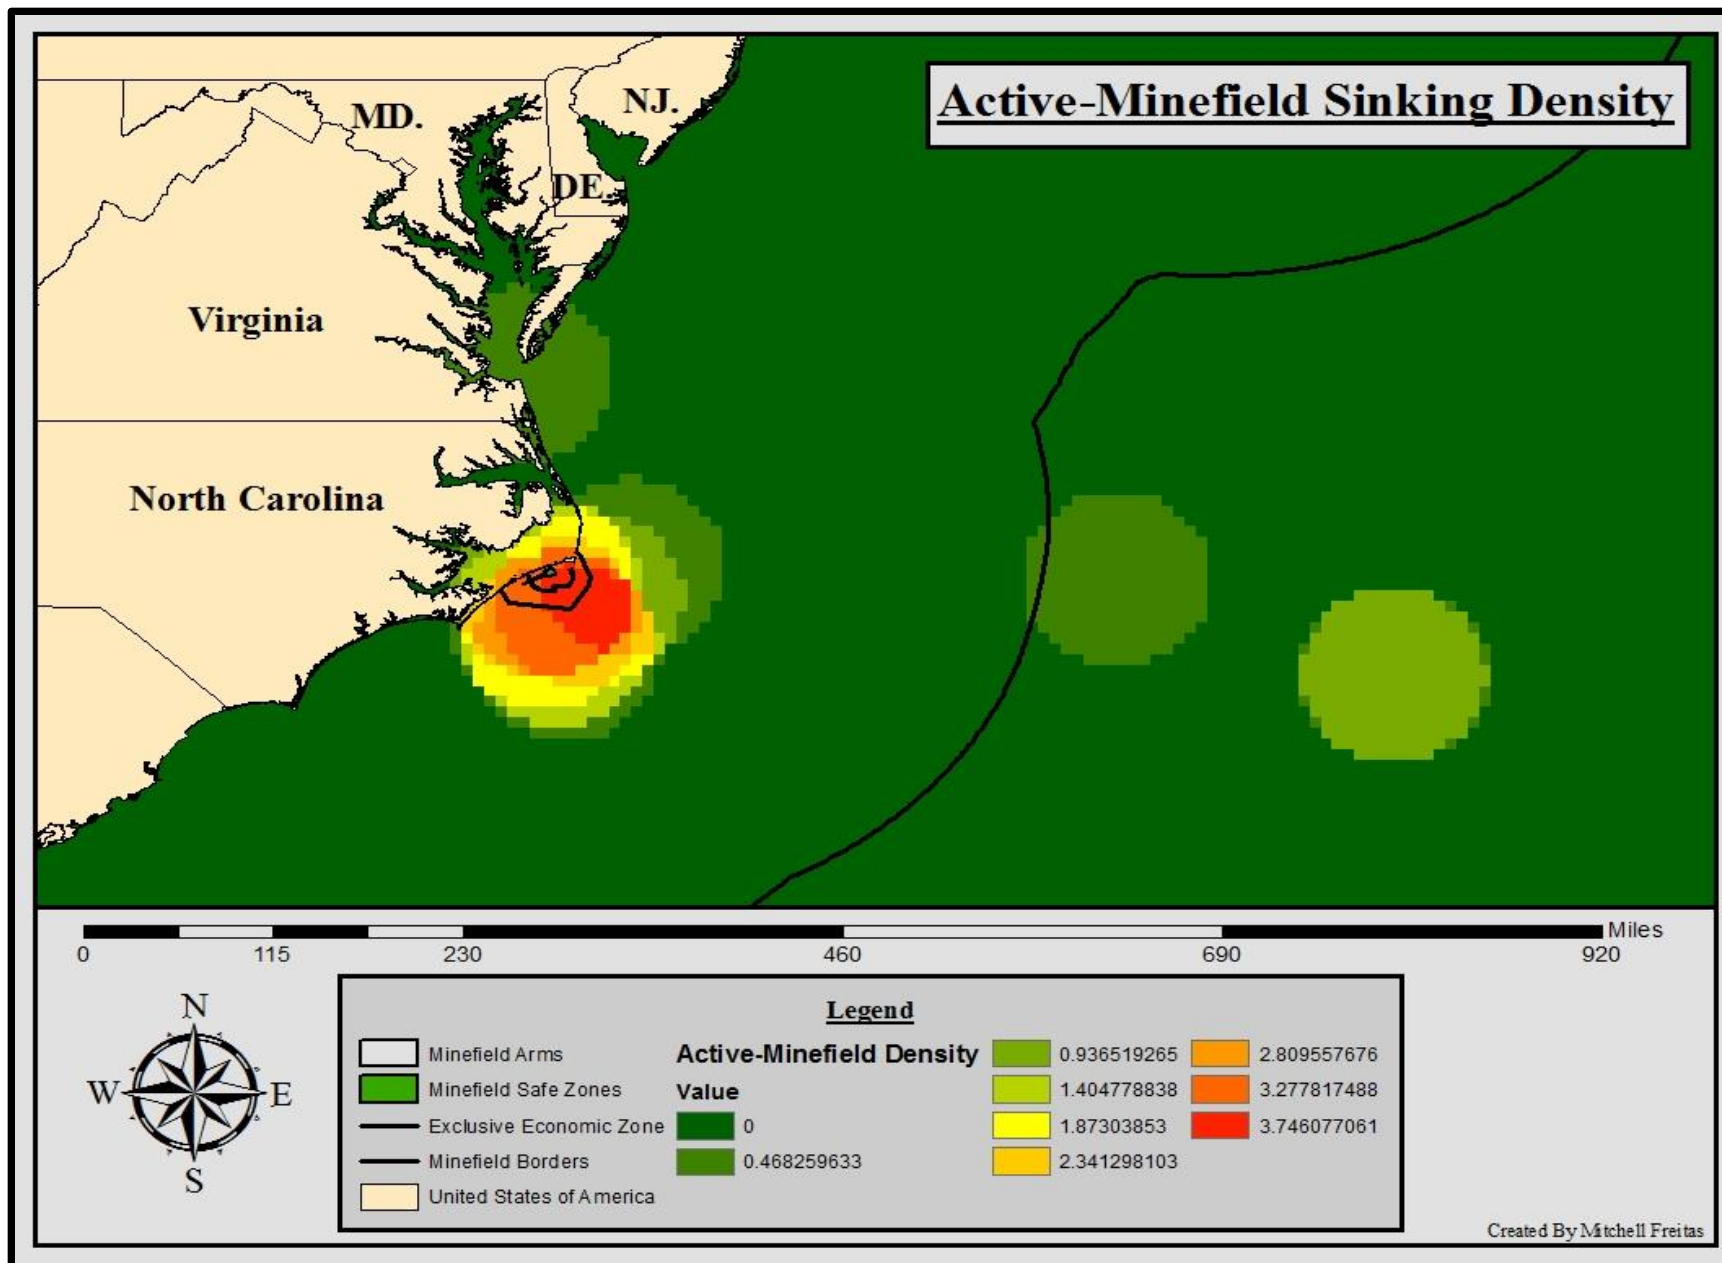 Active-Minefield Sinking Density
MD.
NJ.
DE.
Virginia
North Carolina
Miles
0 115 230 460 690 920
N
W E
S
Legend
Minefield Arms
Minefield Safe Zones
Exclusive Economic Zone
Minefield Borders
United States of America
Active-Minefield Density
Value
0
0.468259633
0.936519265
1.404778838
1.87303853
2.341298103
2.809557676
3.277817488
3.746077061
Created By Mitchell Freitas